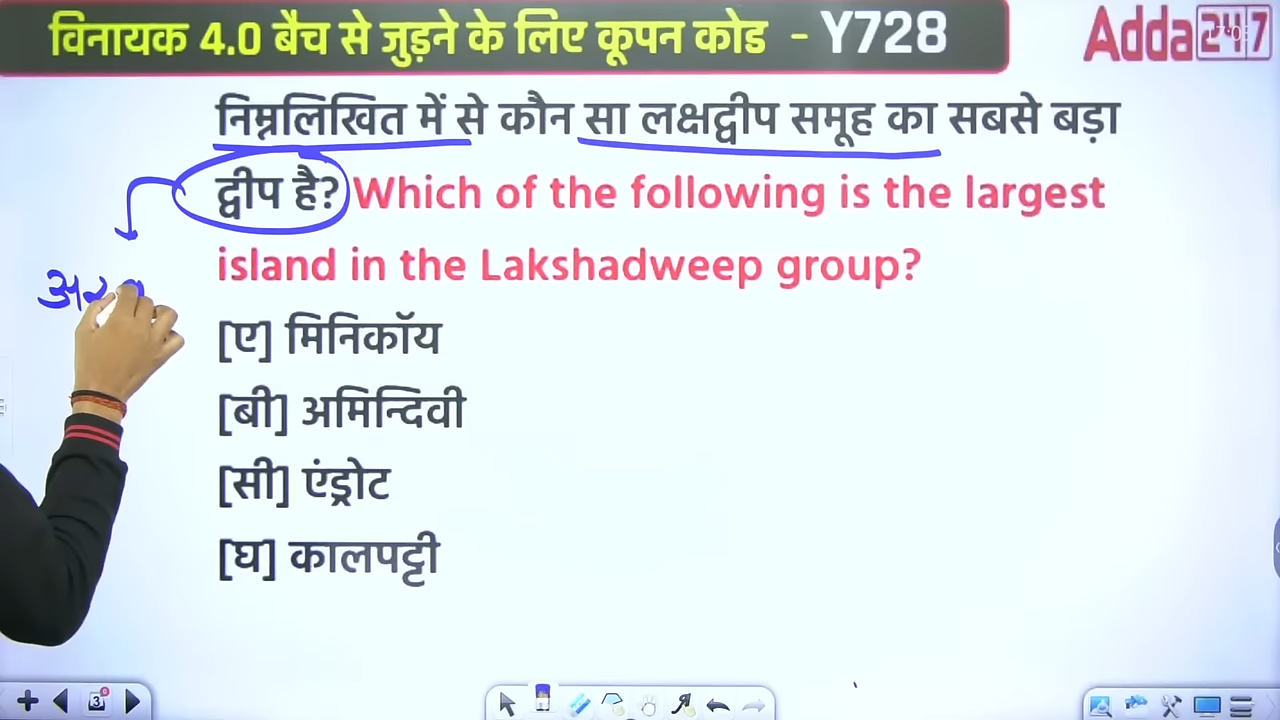 विनायक 4.0 बैच से जुड़ने के लिए कूपन कोड - Y728
Adda247
निम्नलिखित में से कौन सा लक्षद्वीप समूह का सबसे बड़ा
द्वीप है? Which of the following is the largest
island in the Lakshadweep group?
[ए] मिनिकॉय
[बी] अमिन्दिवी
[सी] एंड्रोट
[घ] कालपट्टी